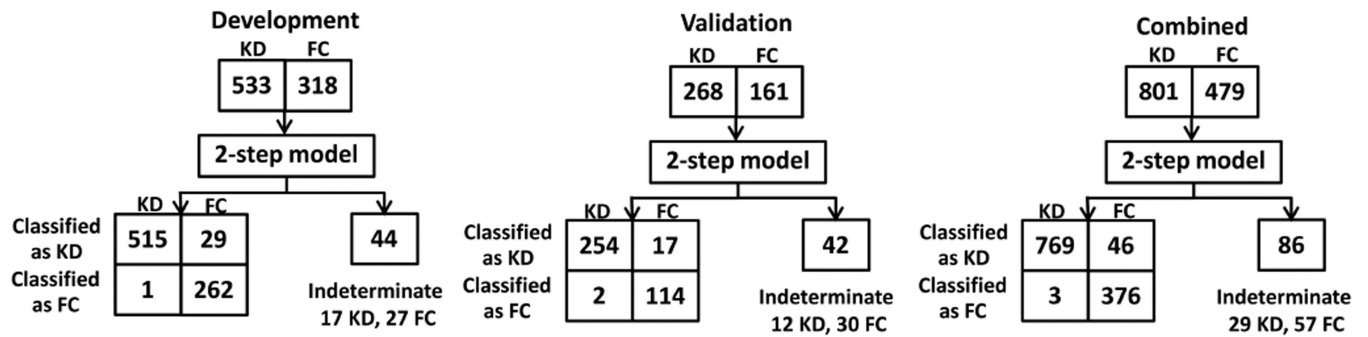 Development
KD FC
533 318
2-step model
KD FC
Classified as KD 515 29
Classified as FC 1 262
44
Indeterminate
17 KD, 27 FC
Validation
KD FC
268 161
2-step model
KD FC
Classified as KD 254 17
Classified as FC 2 114
42
Indeterminate
12 KD, 30 FC
Combined
KD FC
801 479
2-step model
KD FC
Classified as KD 769 46
Classified as FC 3 376
86
Indeterminate
29 KD, 57 FC